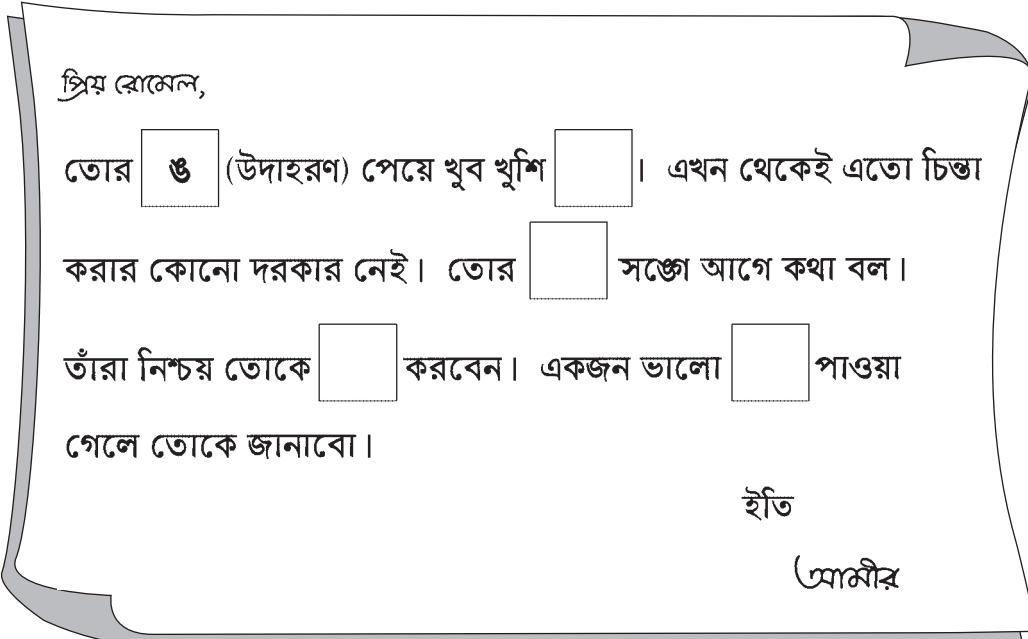 প্রিয় রোমেল,
তোর ঙ (উদাহরণ) পেয়ে খুব খুশি । এখন থেকেই এতো চিন্তা
করার কোনো দরকার নেই। তোর সঙ্গে আগে কথা বল।
তাঁরা নিশ্চয় তোকে করবেন। একজন ভালো পাওয়া
গেলে তোকে জানাবো।
ইতি
আমীর